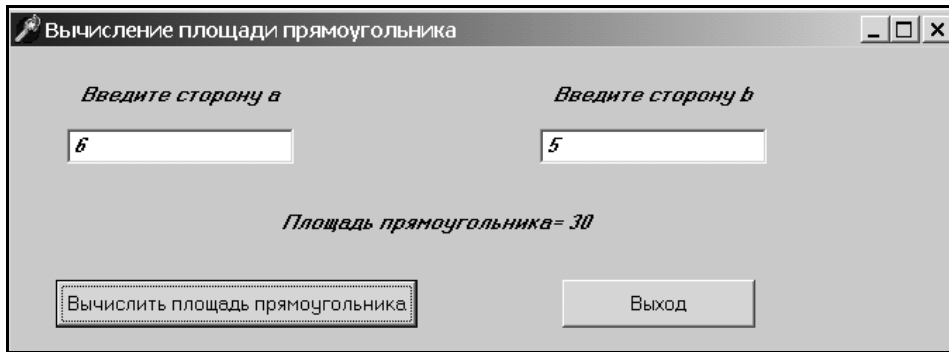 Вычисление площади прямоугольника
Введите сторону a
Введите сторону b
6
5
Площадь прямоугольника= 30
Вычислить площадь прямоугольника
Выход